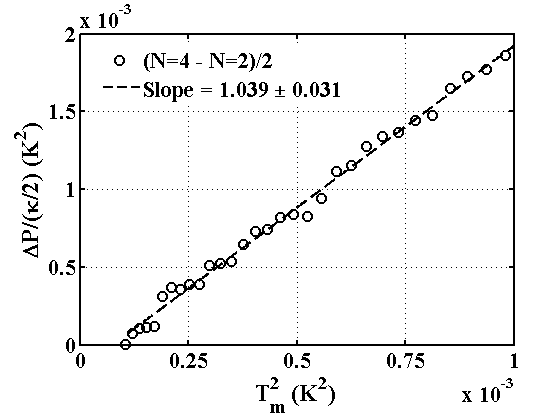 x 10⁻³
2
1.5
1
0.5
0
ΔP/(κ/2) (K²)
(N=4 - N=2)/2
Slope = 1.039 ± 0.031
0 0.25 0.5 0.75 1
T²ₘ (K²)
x 10⁻³